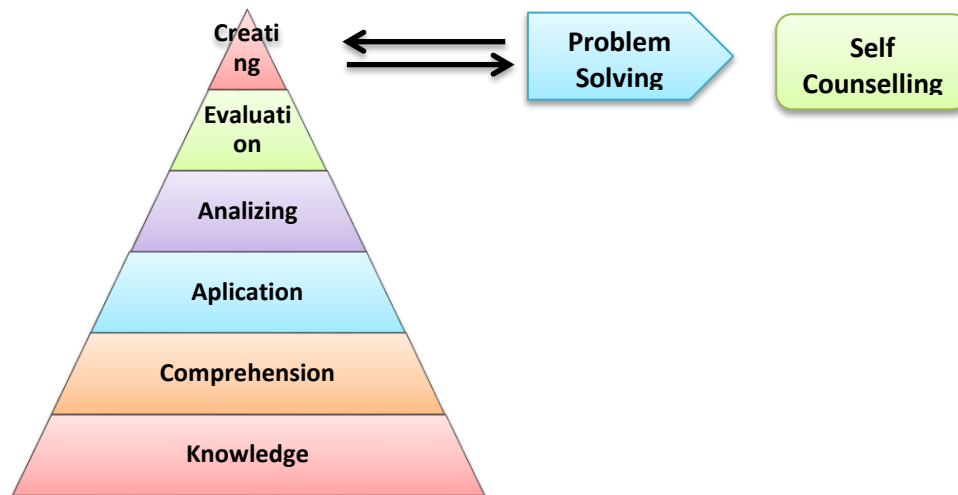 Creati
ng
Problem
Solving
Self
Counselling
Evaluati
on
Analizing
Aplication
Comprehension
Knowledge